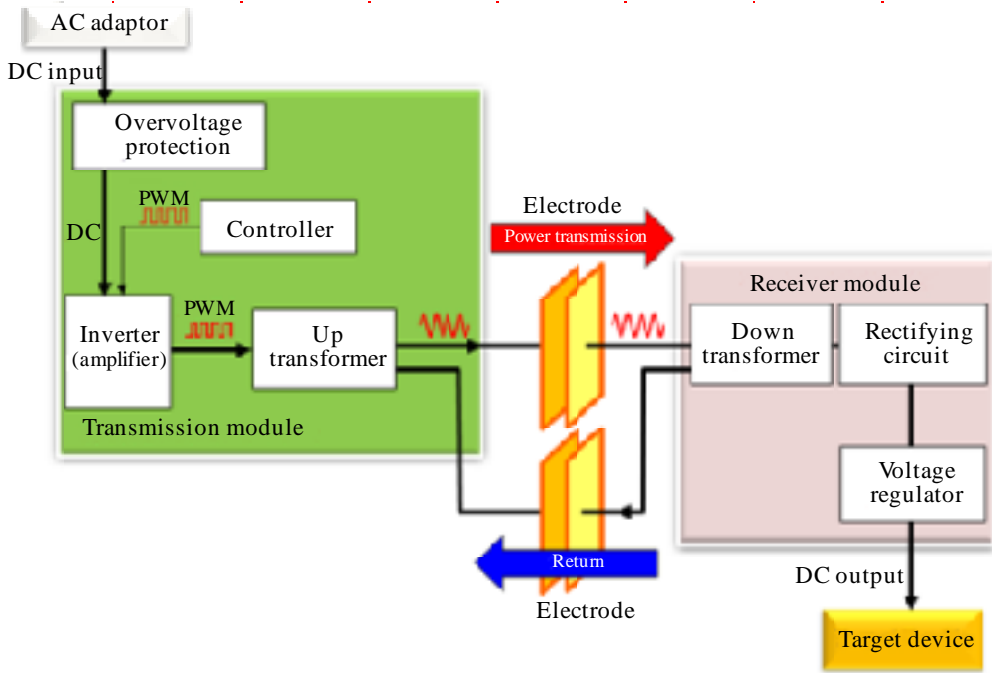 AC adaptor
DC input
Overvoltage
protection
PWM
DC
Controller
Electrode
Power transmission
Receiver module
PWM
Inverter
(amplifier)
Up
transformer
Down
transformer
Rectifying
circuit
Transmission module
Voltage
regulator
Return
DC output
Electrode
Target device